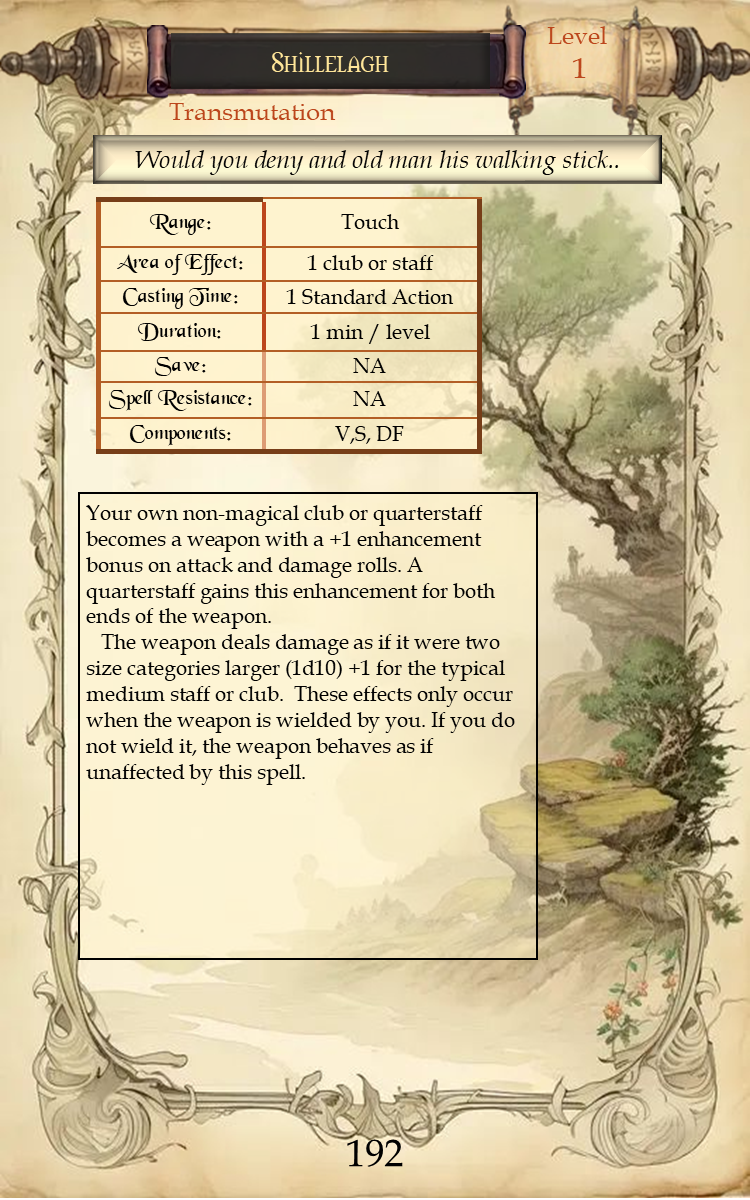 Shillelagh
Level
1
Transmutation
Would you deny and old man his walking stick..
Range: Touch
Area of Effect: 1 club or staff
Casting Time: 1 Standard Action
Duration: 1 min / level
Save: NA
Spell Resistance: NA
Components: V,S, DF
Your own non-magical club or quarterstaff
becomes a weapon with a +1 enhancement
bonus on attack and damage rolls. A
quarterstaff gains this enhancement for both
ends of the weapon.
The weapon deals damage as if it were two
size categories larger (1d10) +1 for the typical
medium staff or club. These effects only occur
when the weapon is wielded by you. If you do
not wield it, the weapon behaves as if
unaffected by this spell.
192